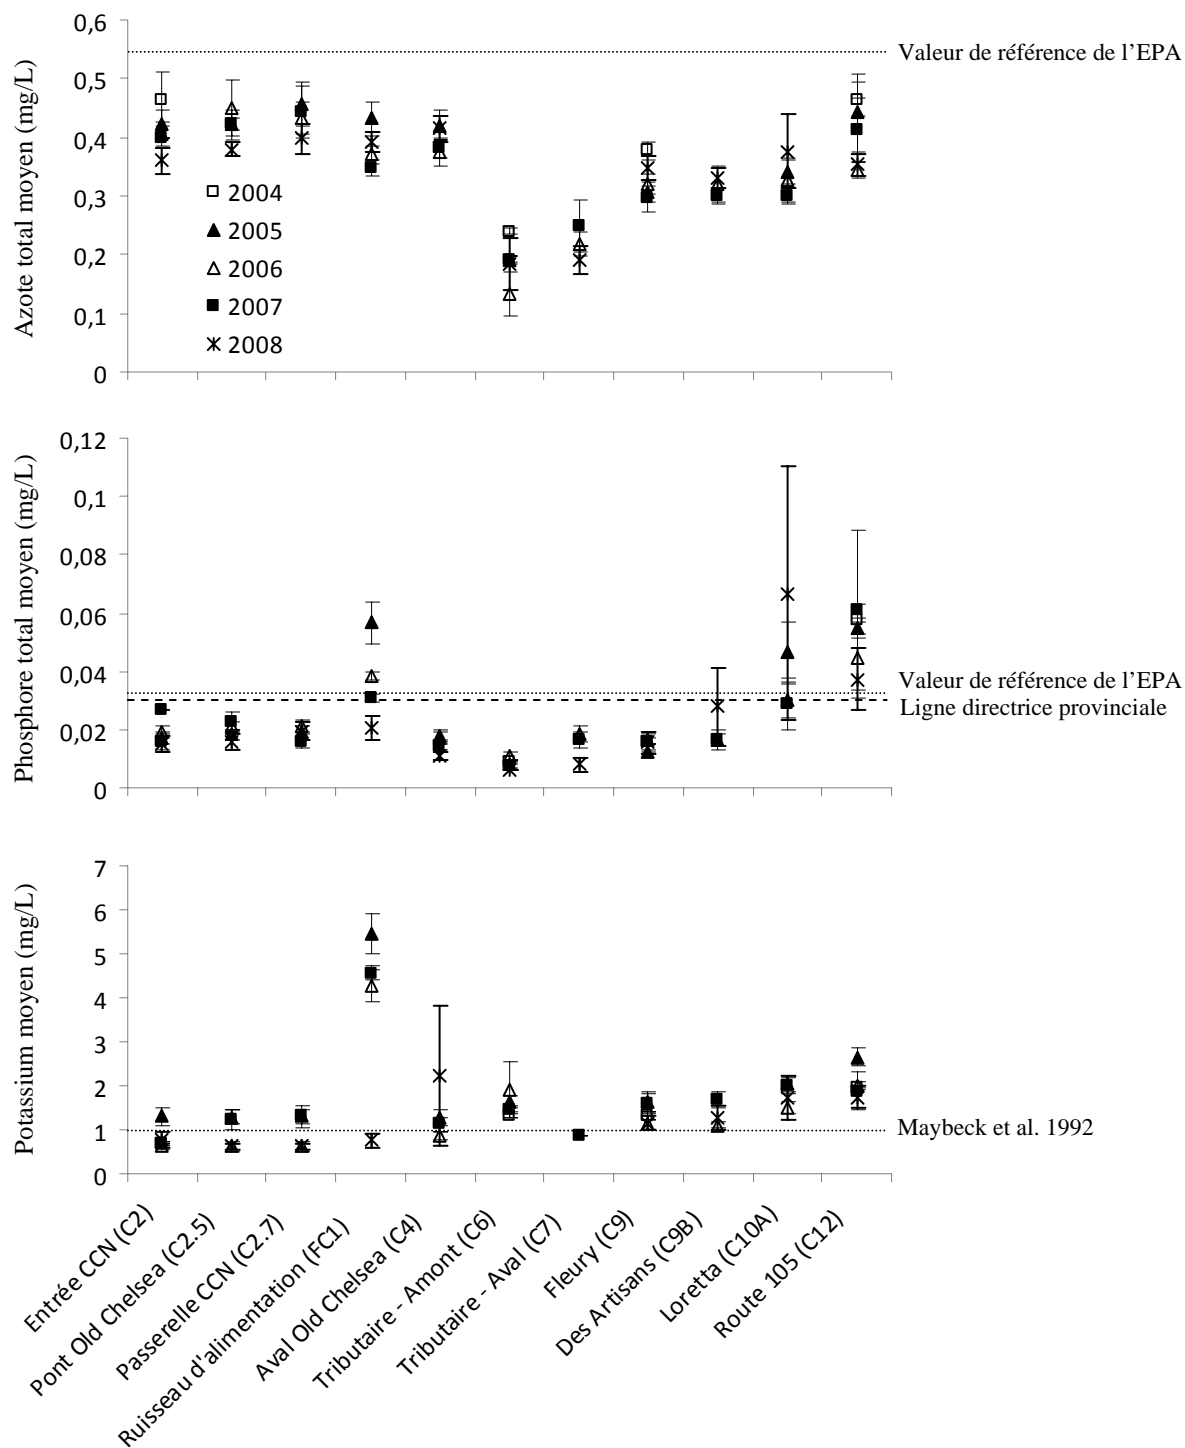 Azote total moyen (mg/L)
0,6
0,5
0,4
0,3
0,2
0,1
0
Valeur de référence de l'EPA
2004
2005
2006
2007
2008
Phosphore total moyen (mg/L)
0,12
0,1
0,08
0,06
0,04
0,02
0
Valeur de référence de l'EPA
Ligne directrice provinciale
Potassium moyen (mg/L)
7
6
5
4
3
2
1
0
Maybeck et al. 1992
Entrée CCN (C2)
Pont Old Chelsea (C2.5)
Passerelle CCN (C2.7)
Ruisseau d'alimentation (FC1)
Aval Old Chelsea (C4)
Tributaire - Amont (C6)
Tributaire - Aval (C7)
Fleury (C9)
Des Artisans (C9B)
Loretta (C10A)
Route 105 (C12)